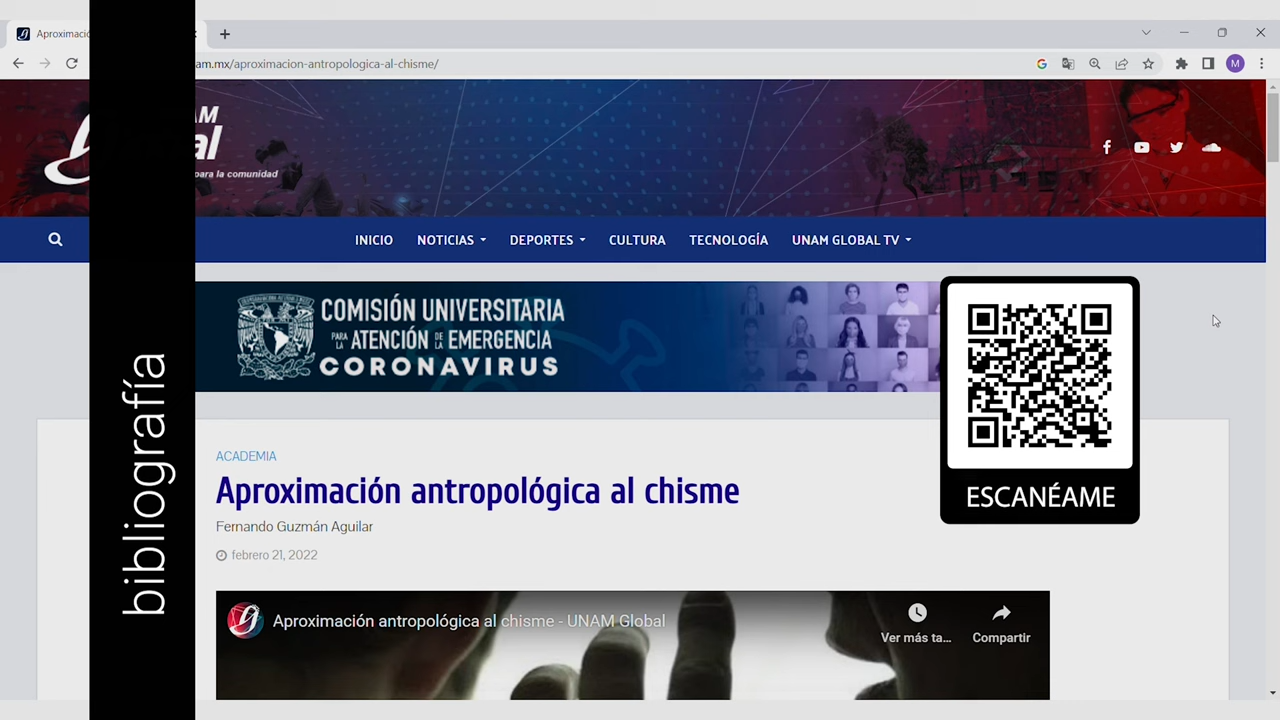 Aproximació
am.mx/aproximacion-antropologica-al-chisme/
M
AM
al
para la comunidad
INICIO NOTICIAS DEPORTES CULTURA TECNOLOGÍA UNAM GLOBAL TV
COMISIÓN UNIVERSITARIA
PARA LA ATENCIÓN DE LA EMERGENCIA
CORONAVIRUS
ESCANÉAME
bibliografía
ACADEMIA
Aproximación antropológica al chisme
Fernando Guzmán Aguilar
febrero 21, 2022
Aproximación antropológica al chisme - UNAM Global
Ver más ta...
Compartir